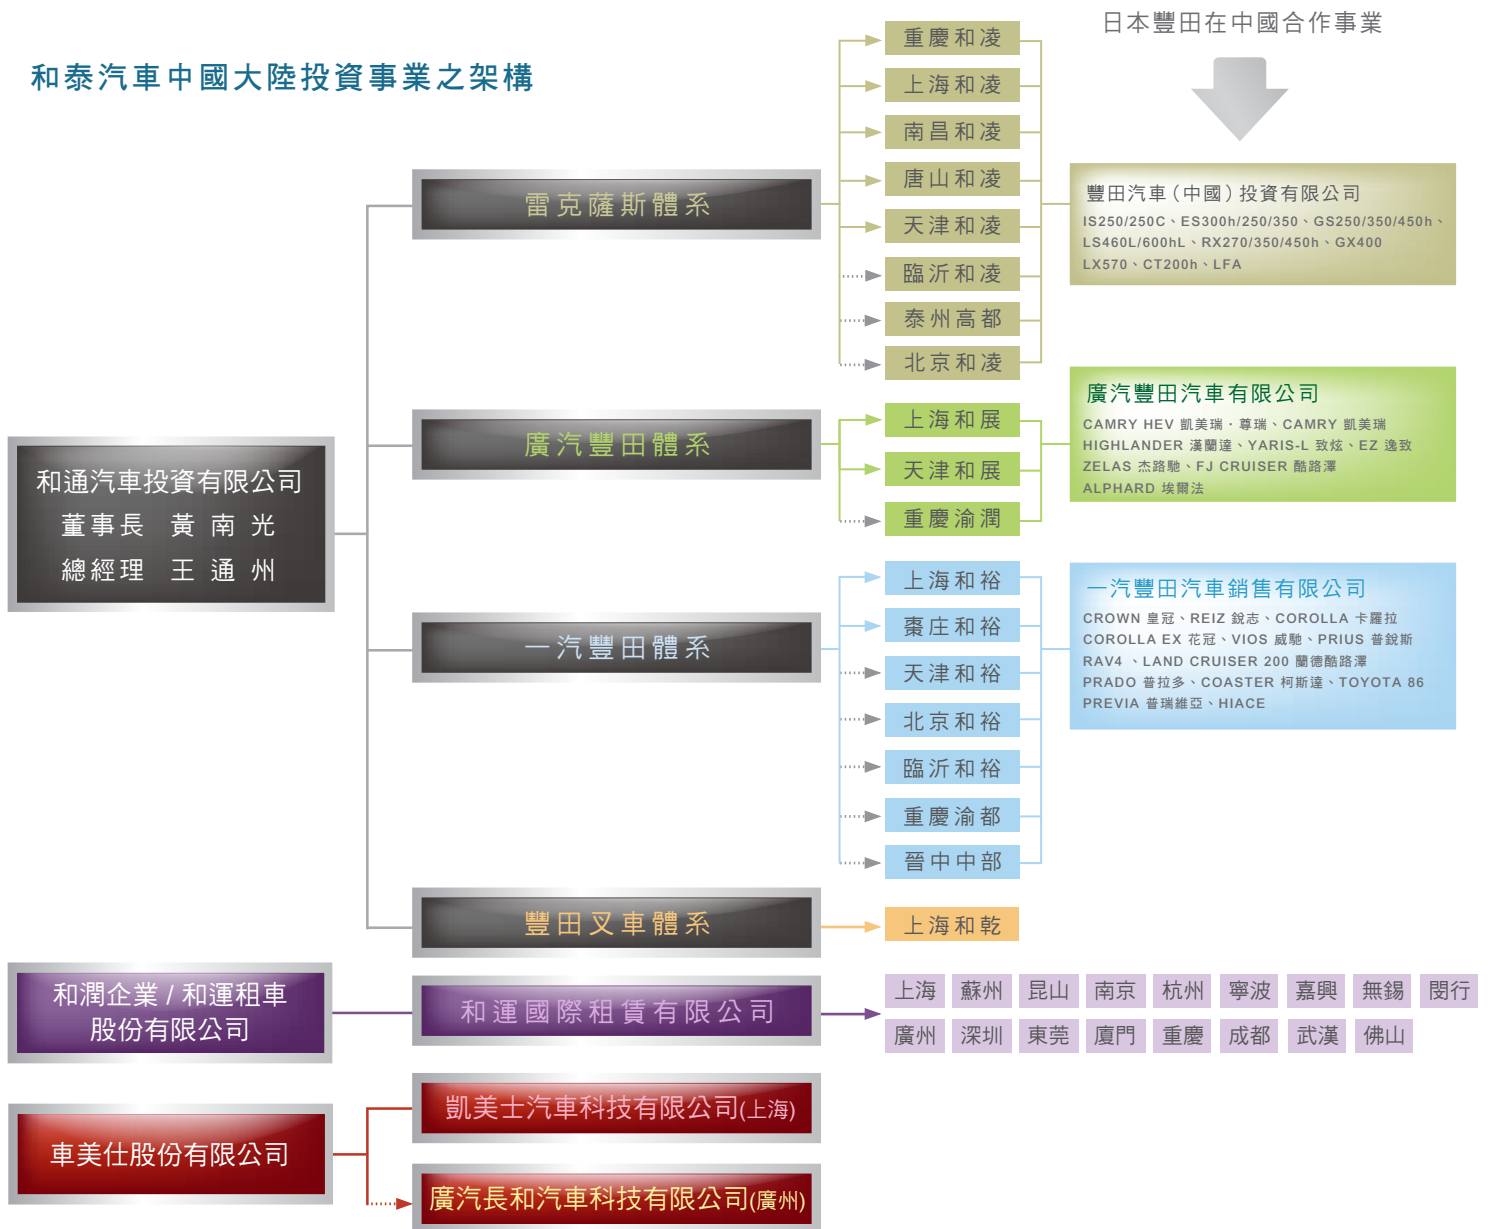 和泰汽車中國大陸投資事業之架構
日本豐田在中國合作事業
和通汽車投資有限公司
董事長 黃南光
總經理 王通州
雷克薩斯體系
重慶和凌
上海和凌
南昌和凌
唐山和凌
天津和凌
臨沂和凌
泰州高都
北京和凌
豐田汽車（中國）投資有限公司
IS250/250C、ES300h/250/350、GS250/350/450h、
LS460L/600hL、RX270/350/450h、GX400
LX570、CT200h、LFA
廣汽豐田體系
上海和展
天津和展
重慶渝潤
廣汽豐田汽車有限公司
CAMRY HEV 凱美瑞．尊瑞、CAMRY 凱美瑞
HIGHLANDER 漢蘭達、YARIS-L 致炫、EZ 逸致
ZELAS 杰路馳、FJ CRUISER 酷路澤
ALPHARD 埃爾法
一汽豐田體系
上海和裕
棗庄和裕
天津和裕
北京和裕
臨沂和裕
重慶渝都
晉中中部
一汽豐田汽車銷售有限公司
CROWN 皇冠、REIZ 銳志、COROLLA 卡羅拉
COROLLA EX 花冠、VIOS 威馳、PRIUS 普銳斯
RAV4 、LAND CRUISER 200 蘭德酷路澤
PRADO 普拉多、COASTER 柯斯達、TOYOTA 86
PREVIA 普瑞維亞、HIACE
豐田叉車體系
上海和乾
和潤企業 / 和運租車
股份有限公司
和運國際租賃有限公司
上海 蘇州 昆山 南京 杭州 寧波 嘉興 無錫 閔行
廣州 深圳 東莞 廈門 重慶 成都 武漢 佛山
車美仕股份有限公司
凱美士汽車科技有限公司(上海)
廣汽長和汽車科技有限公司(廣州)